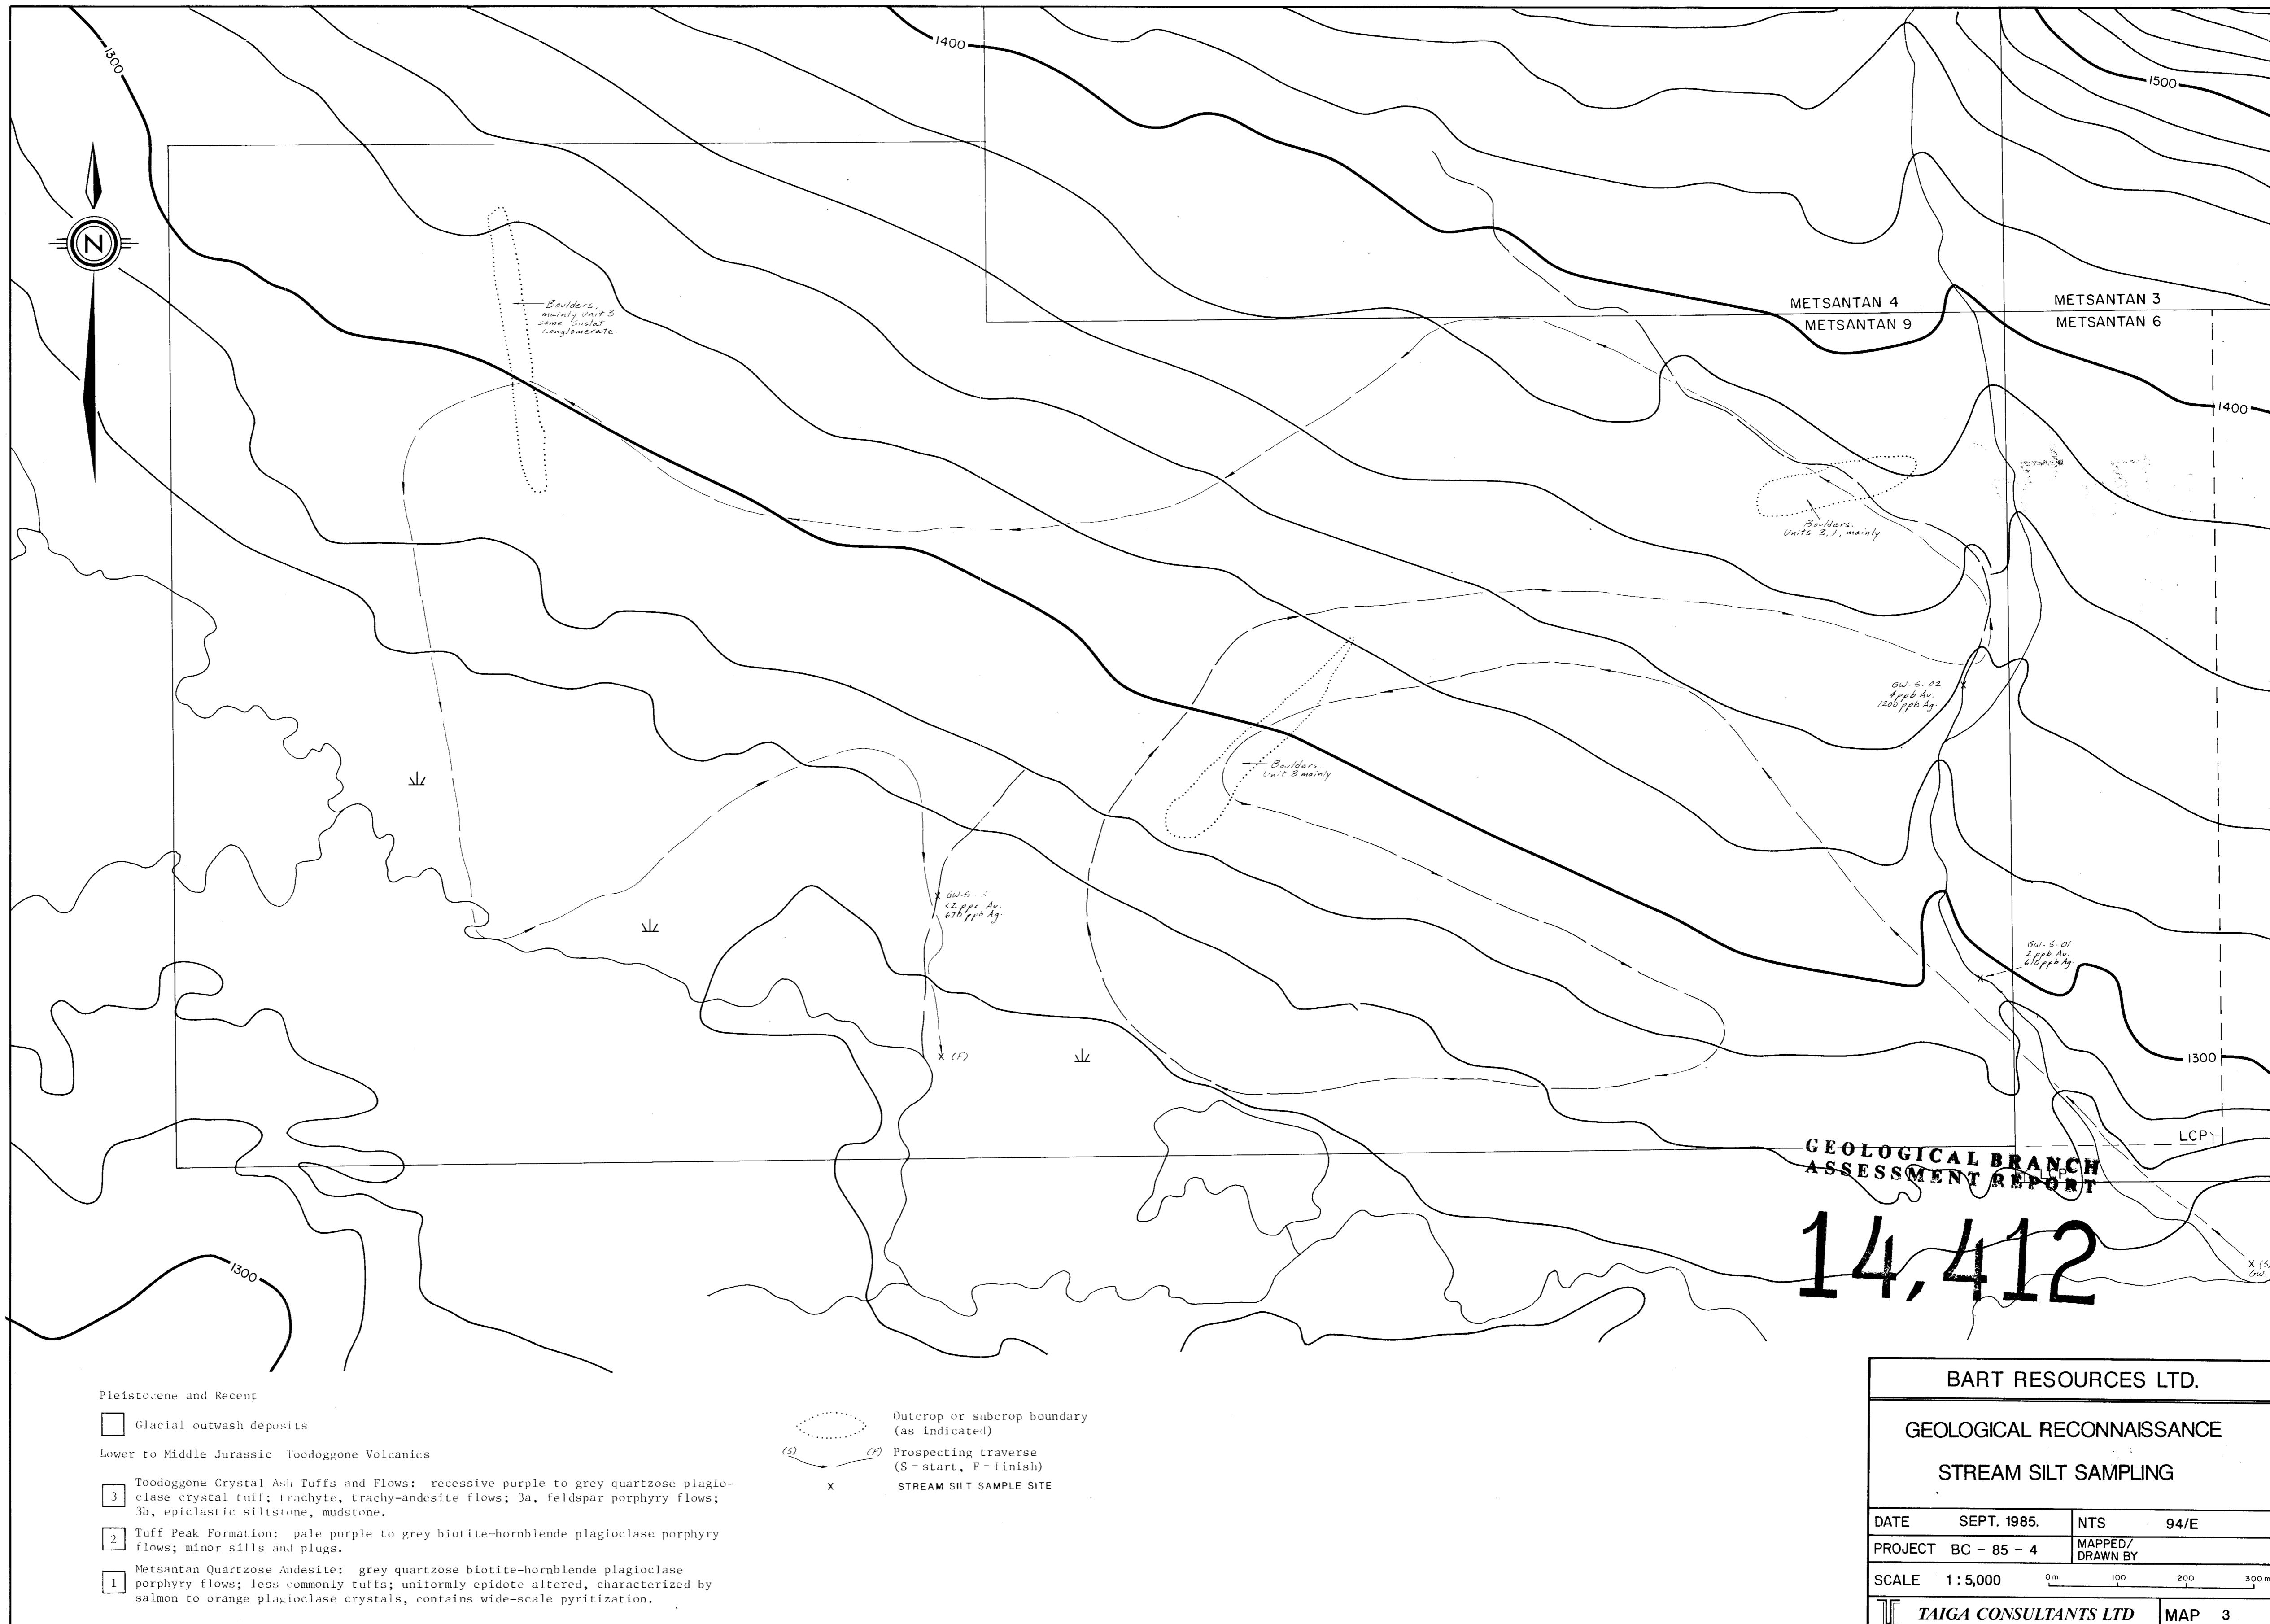 1300
1400
1500
N
Boulders.
mainly Unit 3
some Sustat
Conglomerate.
METSANTAN 4
METSANTAN 3
METSANTAN 9
METSANTAN 6
1400
Boulders.
Units 3,1, mainly
GW-S-02
4 ppb Au.
1200 ppb Ag.
Boulders.
Unit 3 mainly
GW-S
<2 ppb Au.
670 ppb Ag.
GW-S-01
2 ppb Au.
610 ppb Ag.
X (F)
1300
LCP
LCP
GEOLOGICAL BRANCH
ASSESSMENT REPORT
14,412
1300
X (S)
GW.
Pleistocene and Recent
Glacial outwash deposits
Lower to Middle Jurassic Toodoggone Volcanics
3 Toodoggone Crystal Ash Tuffs and Flows: recessive purple to grey quartzose plagio-
clase crystal tuff; trachyte, trachy-andesite flows; 3a, feldspar porphyry flows;
3b, epiclastic siltstone, mudstone.
2 Tuff Peak Formation: pale purple to grey biotite-hornblende plagioclase porphyry
flows; minor sills and plugs.
1 Metsantan Quartzose Andesite: grey quartzose biotite-hornblende plagioclase
porphyry flows; less commonly tuffs; uniformly epidote altered, characterized by
salmon to orange plagioclase crystals, contains wide-scale pyritization.
Outcrop or subcrop boundary
(as indicated)
(S) (F) Prospecting traverse
(S = start, F = finish)
X STREAM SILT SAMPLE SITE
BART RESOURCES LTD.
GEOLOGICAL RECONNAISSANCE
STREAM SILT SAMPLING
DATE SEPT. 1985. NTS 94/E
PROJECT BC - 85 - 4 MAPPED/
DRAWN BY
SCALE 1:5,000 0m 100 200 300m
TAIGA CONSULTANTS LTD MAP 3